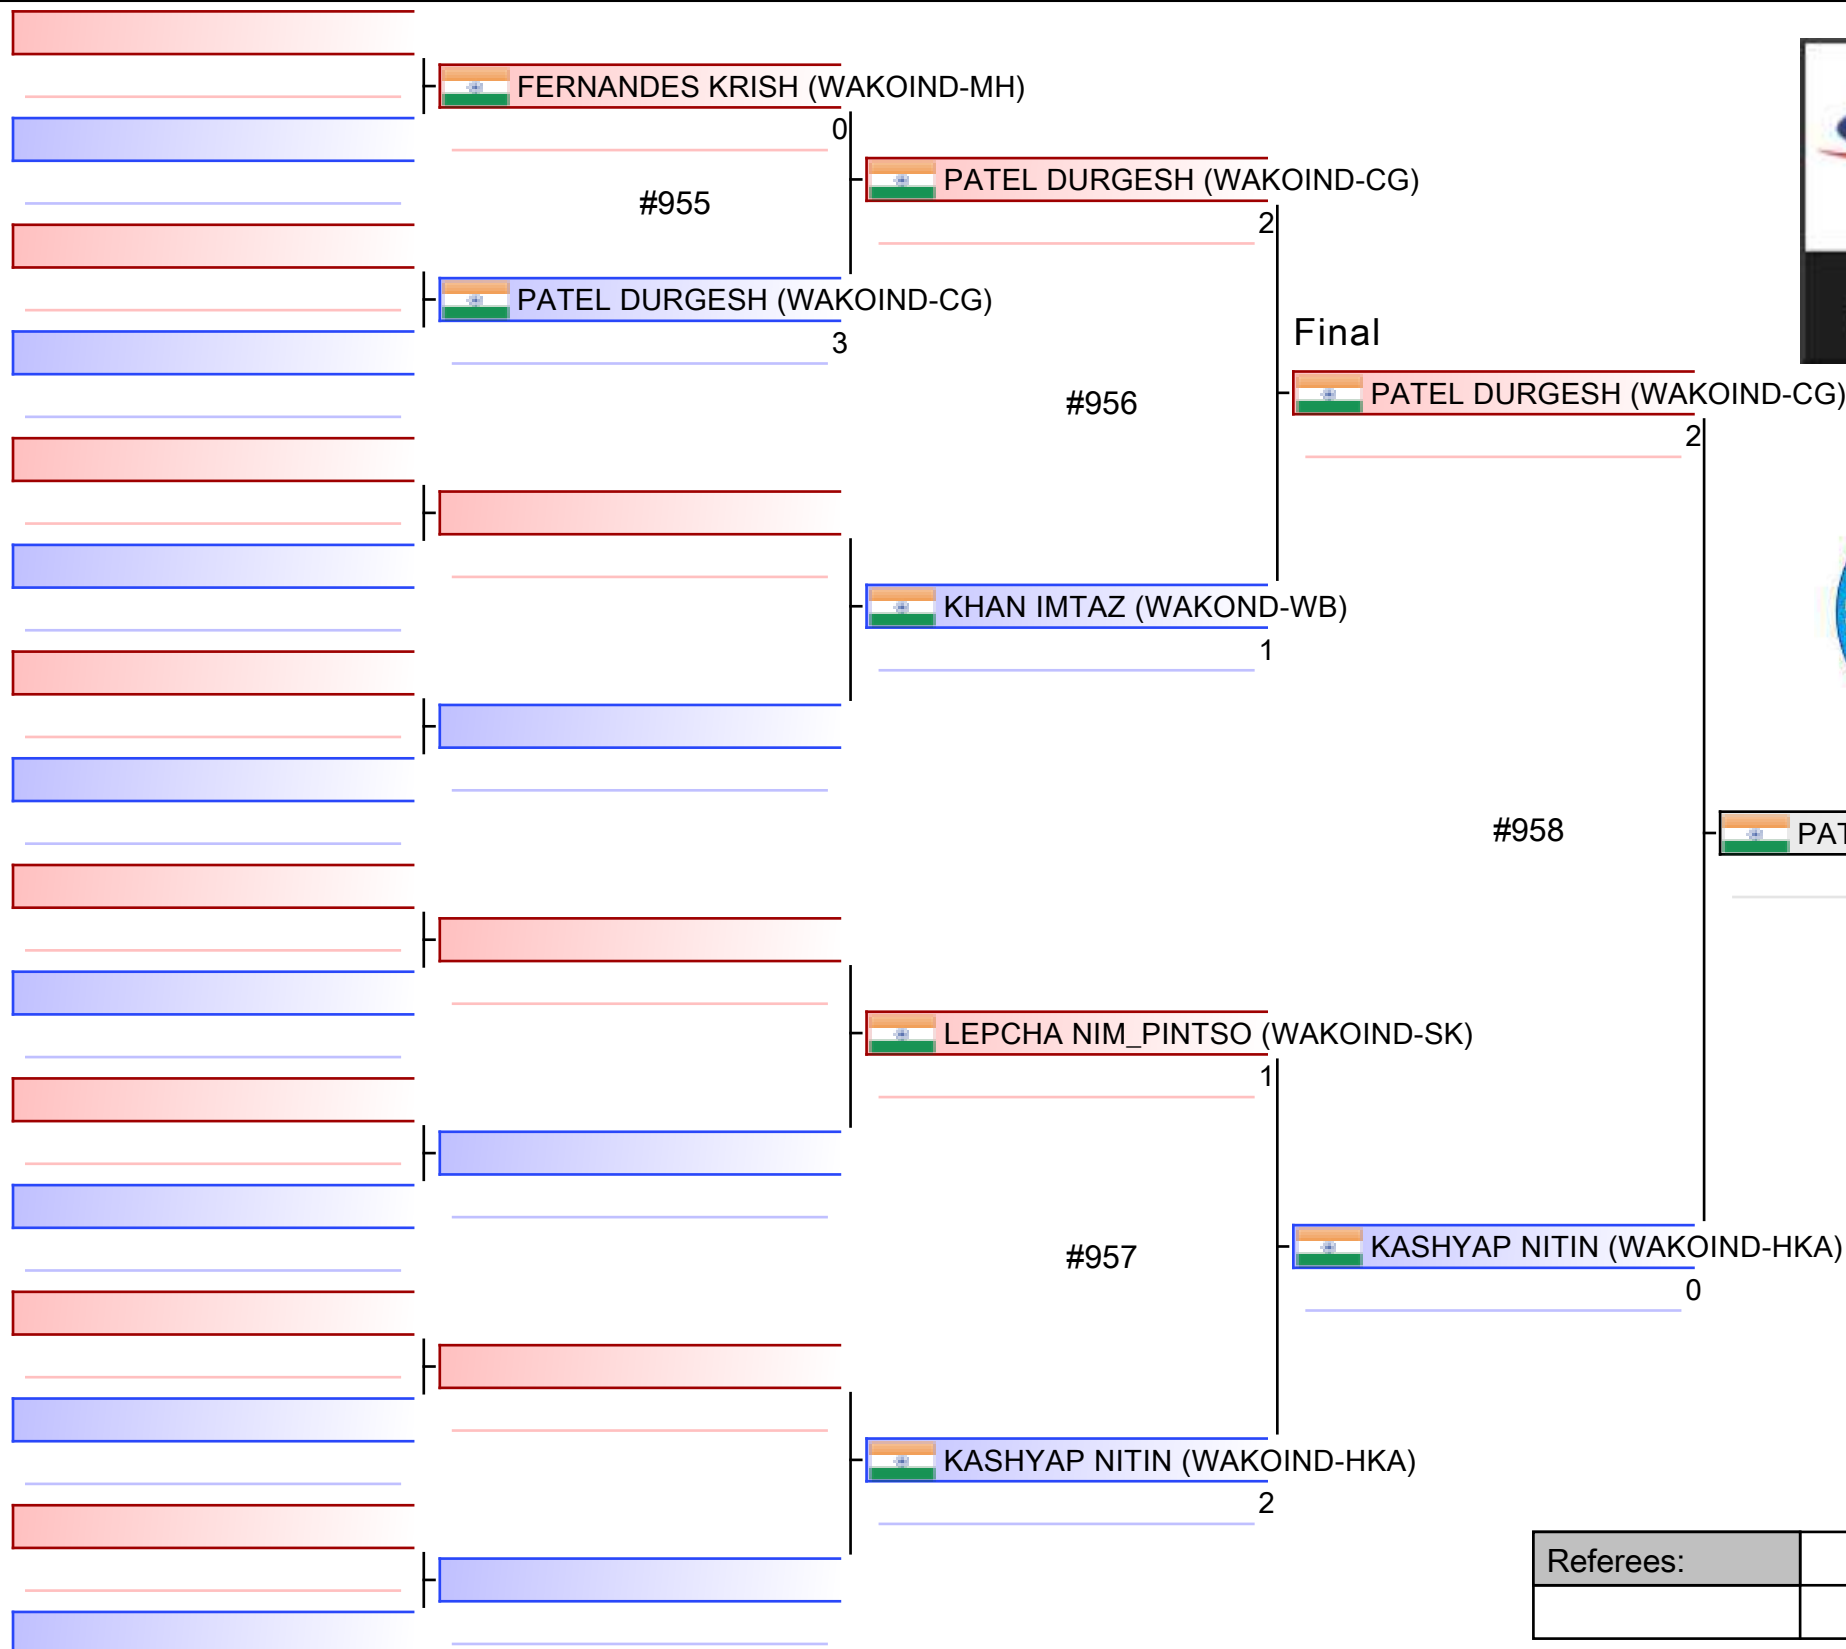 FERNANDES KRISH (WAKOIND-MH)
0
#955
PATEL DURGESH (WAKOIND-CG)
3
PATEL DURGESH (WAKOIND-CG)
2
#956
KHAN IMTAZ (WAKOND-WB)
1
Final
PATEL DURGESH (WAKOIND-CG)
2
#958
LEPCHA NIM_PINTSO (WAKOIND-SK)
1
#957
KASHYAP NITIN (WAKOIND-HKA)
2
KASHYAP NITIN (WAKOIND-HKA)
0
Referees: